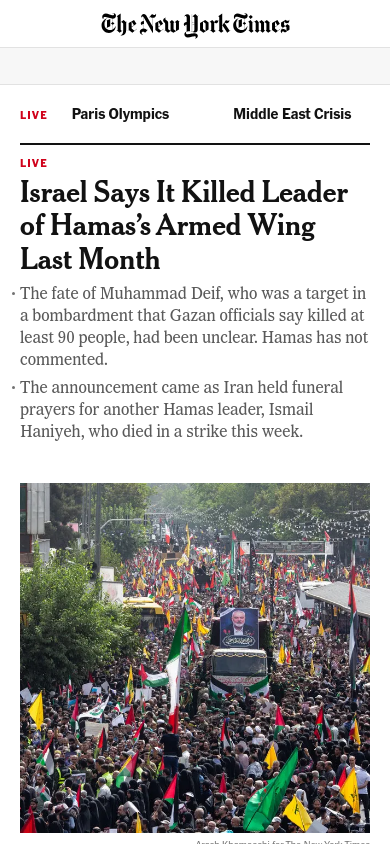 The New York Times
LIVE Paris Olympics Middle East Crisis
LIVE
Israel Says It Killed Leader
of Hamas's Armed Wing
Last Month
The fate of Muhammad Deif, who was a target in
a bombardment that Gazan officials say killed at
least 90 people, had been unclear. Hamas has not
commented.
The announcement came as Iran held funeral
prayers for another Hamas leader, Ismail
Haniyeh, who died in a strike this week.